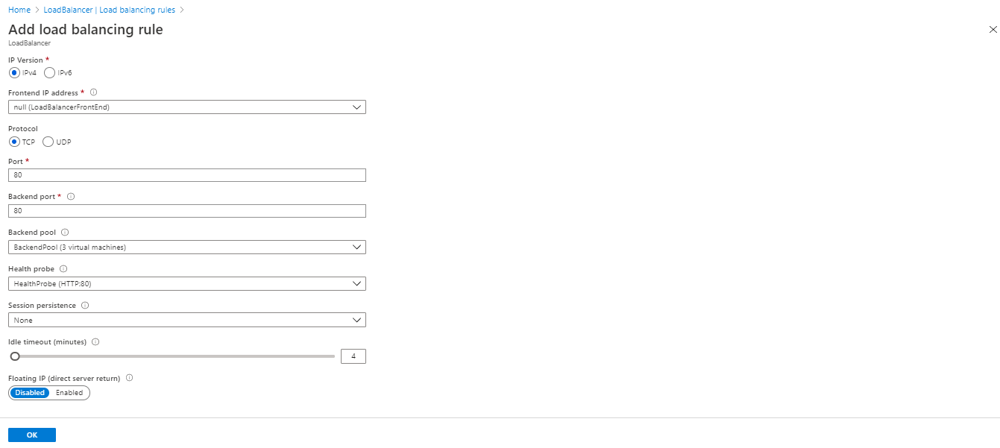 Home > LoadBalancer | Load balancing rules >
Add load balancing rule
LoadBalancer
IP Version *
IPv4 IPv6
Frontend IP address *
null (LoadBalancerFrontEnd)
Protocol
TCP UDP
Port *
80
Backend port *
80
Backend pool
BackendPool (3 virtual machines)
Health probe
HealthProbe (HTTP:80)
Session persistence
None
Idle timeout (minutes)
4
Floating IP (direct server return)
Disabled Enabled
OK